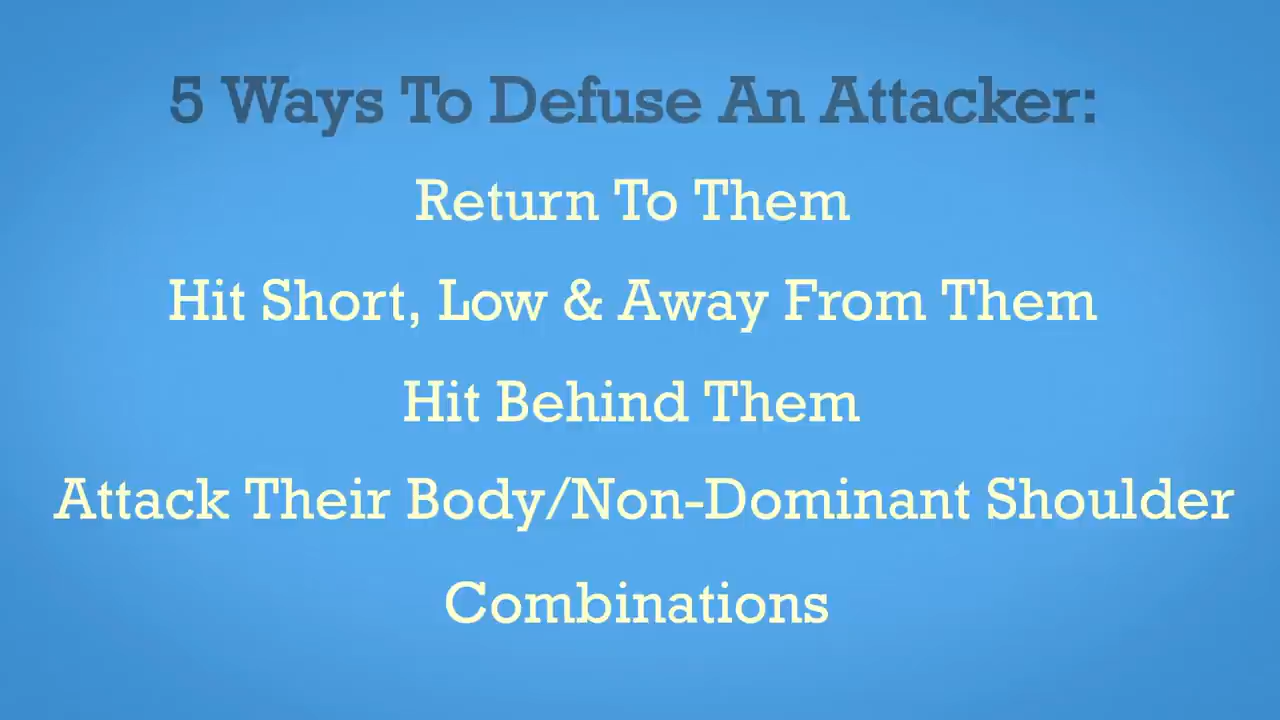 5 Ways To Defuse An Attacker:
Return To Them
Hit Short, Low & Away From Them
Hit Behind Them
Attack Their Body/Non-Dominant Shoulder
Combinations